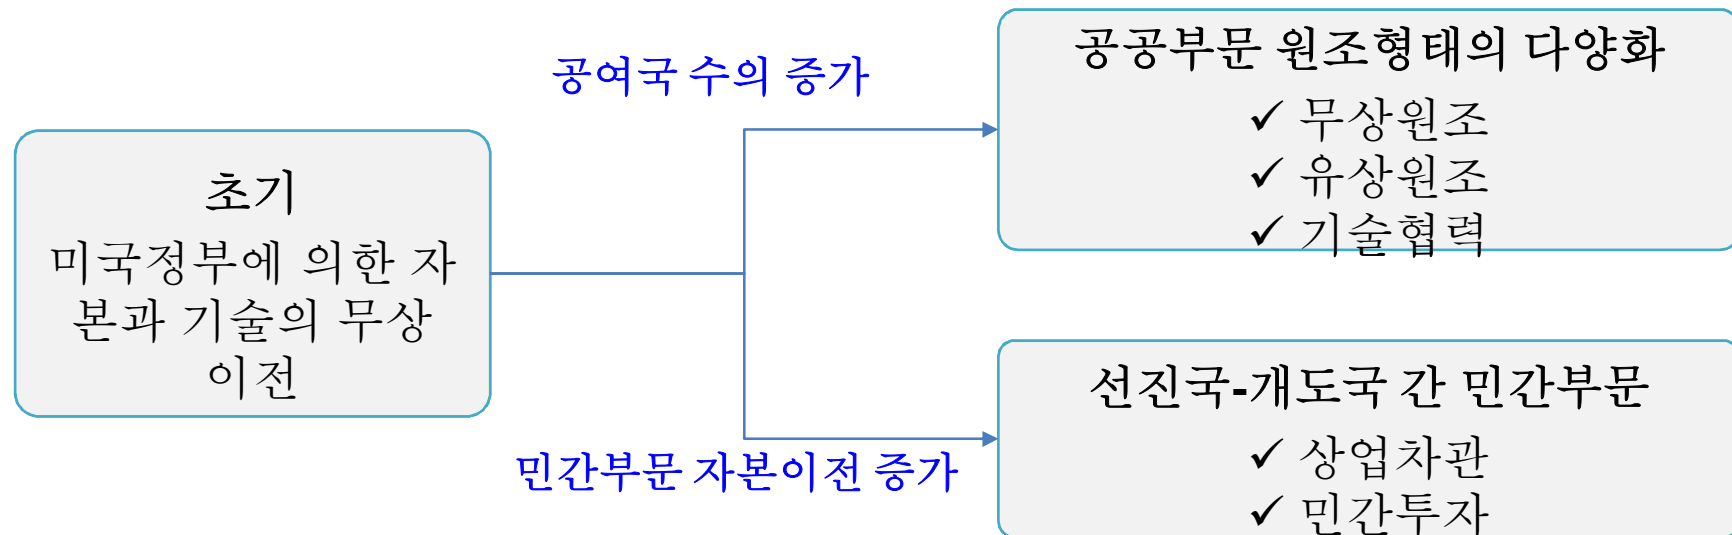 초기
미국정부에 의한 자
본과 기술의 무상
이전
공여국 수의 증가
공공부문 원조형태의 다양화
✓ 무상원조
✓ 유상원조
✓ 기술협력
민간부문 자본이전 증가
선진국-개도국 간 민간부문
✓ 상업차관
✓ 민간투자